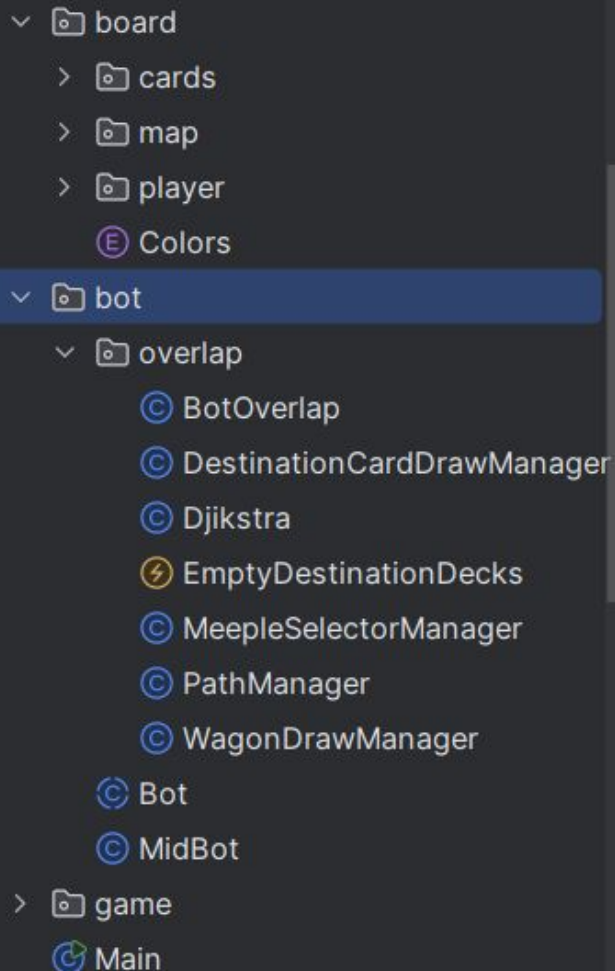 board
cards
map
player
E Colors
bot
overlap
C BotOverlap
C DestinationCardDrawManager
C Djikstra
EmptyDestinationDecks
C MeepleSelectorManager
C PathManager
C WagonDrawManager
C Bot
C MidBot
game
C Main